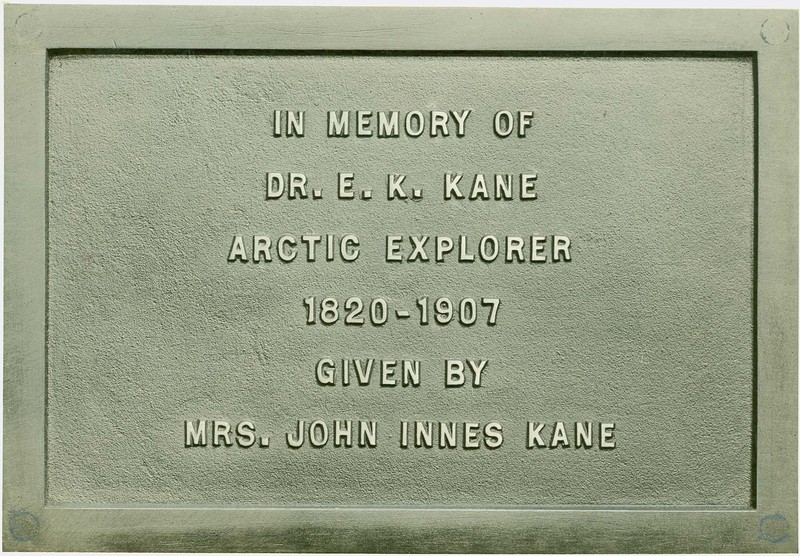 IN MEMORY OF
DR. E. K. KANE
ARCTIC EXPLORER
1820-1907
GIVEN BY
MRS. JOHN INNES KANE